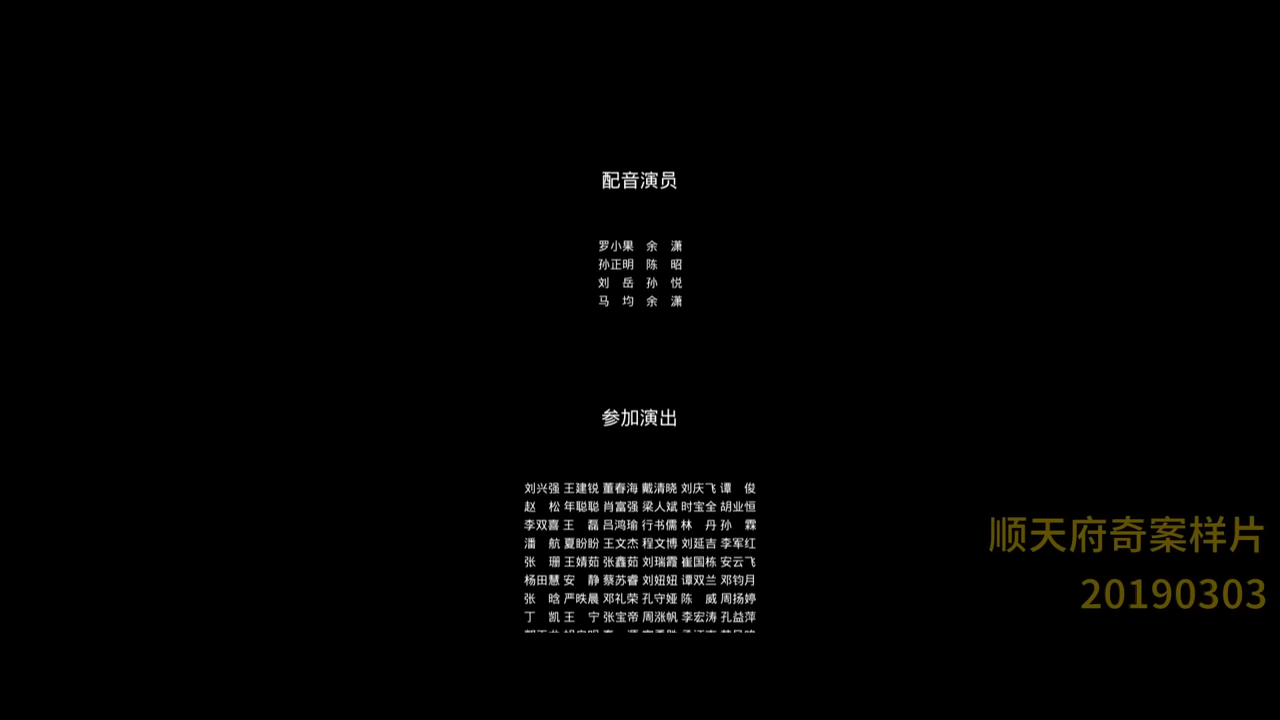 配音演员
罗小果 余 潇
孙正明 陈 昭
刘 岳 孙 悦
马 均 余 潇
参加演出
刘兴强 王建锐 董春海 戴清晓 刘庆飞 谭 俊
赵 松 年聪聪 肖富强 梁人斌 时宝全 胡业恒
李双喜 王 磊 吕鸿瑜 行书儒 林 丹 孙 霖
潘 航 夏盼盼 王文杰 程文博 刘延吉 李军红
张 珊 王婧茹 张鑫茹 刘瑞霞 崔国栋 安云飞
杨田慧 安 静 蔡苏睿 刘妞妞 谭双兰 邓钧月
张 晗 严昳晨 邓礼荣 孔守娅 陈 威 周扬婷
丁 凯 王 宁 张宝帝 周涨帆 李宏涛 孔益萍
顺天府奇案样片
20190303